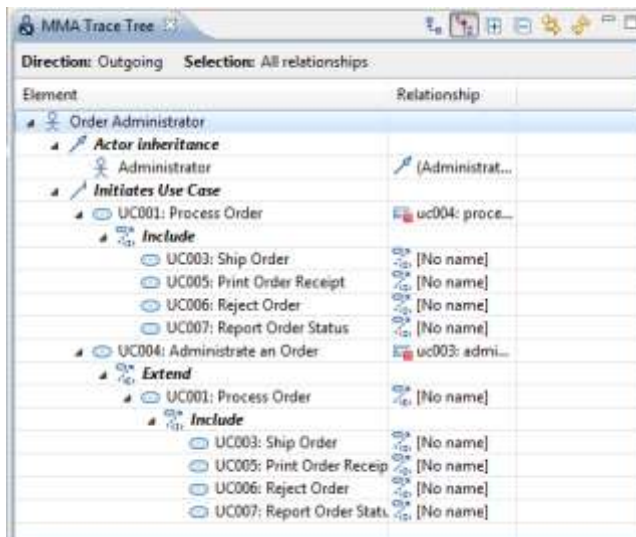 MMA Trace Tree
Direction: Outgoing Selection: All relationships
Element Relationship
Order Administrator
Actor inheritance
Administrator (Administrat...
Initiates Use Case
UC001: Process Order uc004: proce...
Include
UC003: Ship Order [No name]
UC005: Print Order Receipt [No name]
UC006: Reject Order [No name]
UC007: Report Order Status [No name]
UC004: Administrate an Order uc003: admi...
Extend
UC001: Process Order [No name]
Include
UC003: Ship Order [No name]
UC005: Print Order Receip [No name]
UC006: Reject Order [No name]
UC007: Report Order Statu [No name]